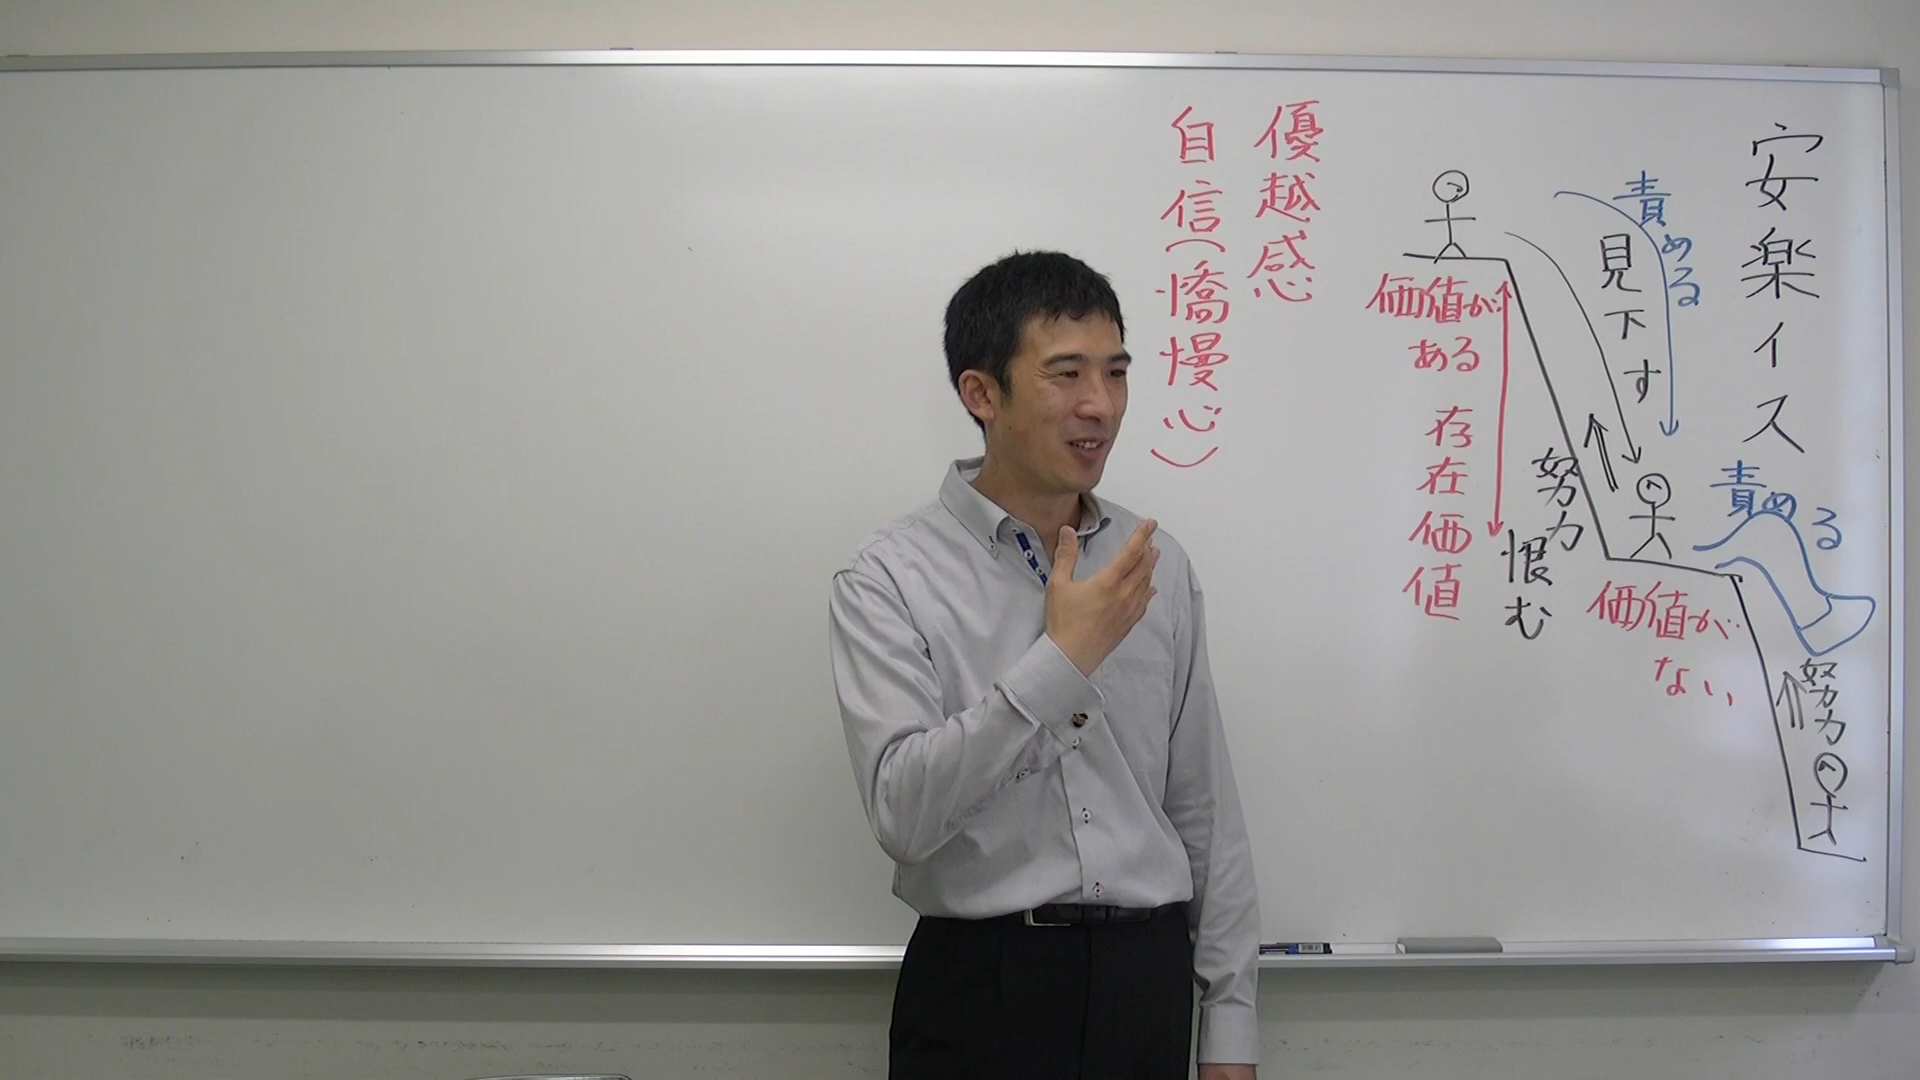 安楽イス
責める
見下す
責める
努力
努力
恨む
価値が
ある
存在価値
価値が
ない
優越感
自信(憍慢心)